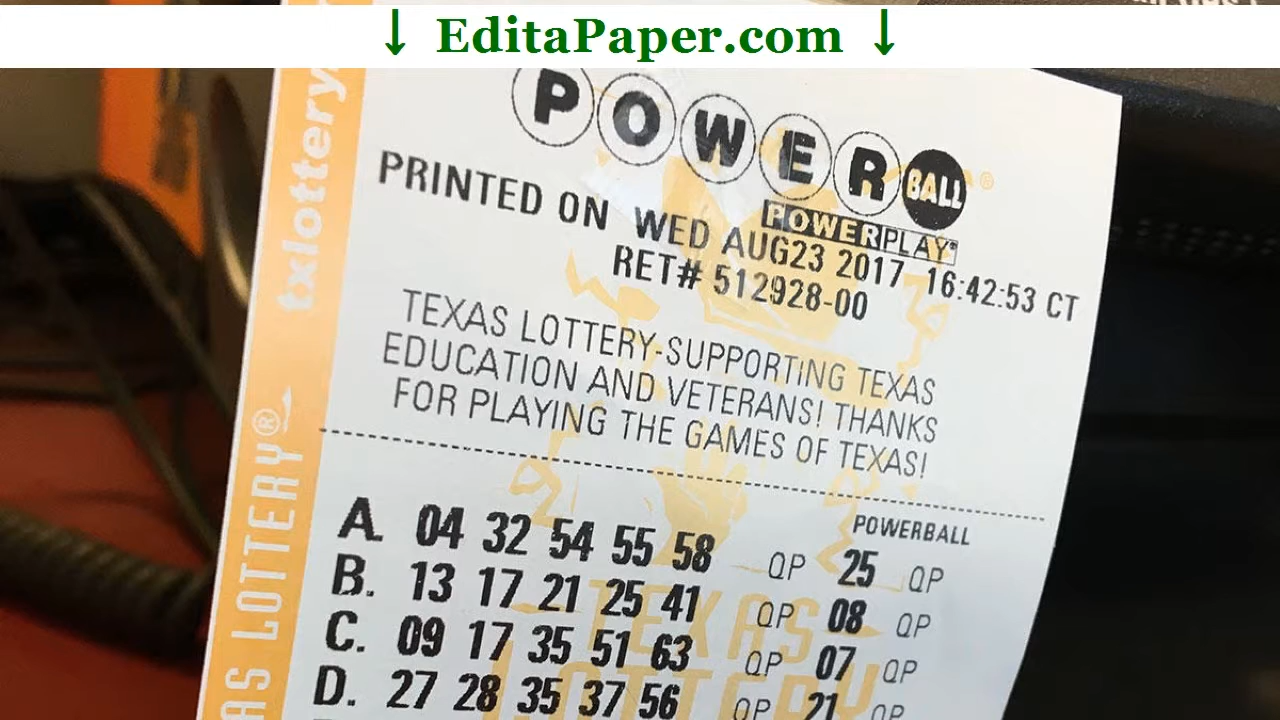 ↓ EditaPaper.com ↓
POWERBALL
POWERPLAY
PRINTED ON WED AUG23 2017 16:42:53 CT
RET# 512928-00
TEXAS LOTTERY-SUPPORTING TEXAS
EDUCATION AND VETERANS! THANKS
FOR PLAYING THE GAMES OF TEXAS!
POWERBALL
A. 04 32 54 55 58 QP 25 QP
B. 13 17 21 25 41 QP 08 QP
C. 09 17 35 51 63 QP 07 QP
D. 27 28 35 37 56 QP 21 QP
txlottery
AS LOTTERY®
TEXAS
LOTTERY